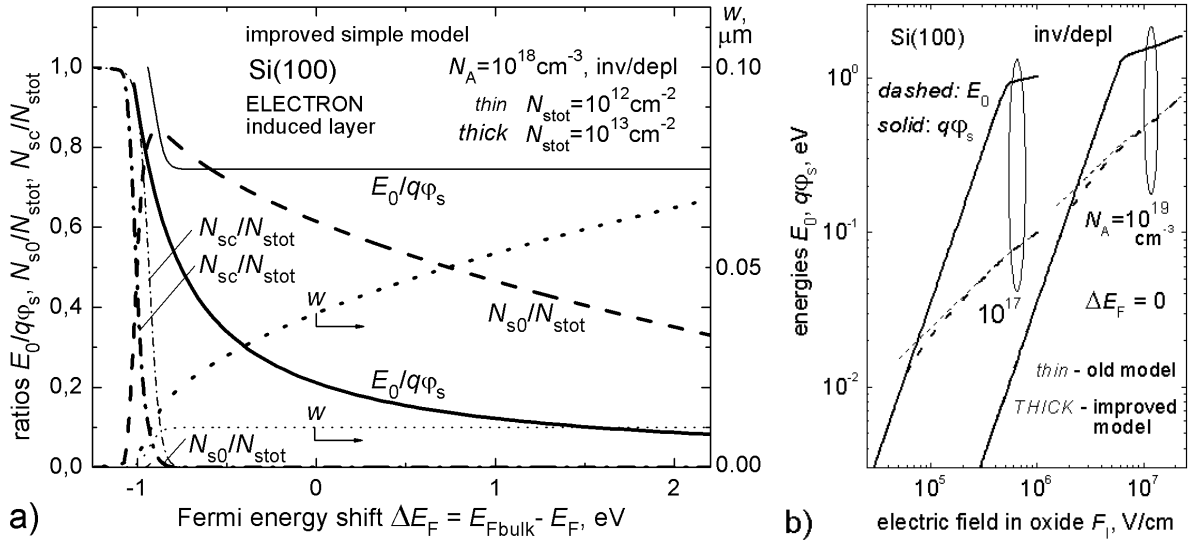 w,
μm
improved simple model
Si(100)
N_A=10^18cm^-3, inv/depl
ELECTRON
induced layer
thin N_stot=10^12cm^-2
thick N_stot=10^13cm^-2
1,0
0,8
0,6
0,4
0,2
0,0
0.10
0.05
0.00
ratios E_0/qφ_s, N_s0/N_stot, N_sc/N_stot
E_0/qφ_s
N_sc/N_stot
N_sc/N_stot
w
N_s0/N_stot
E_0/qφ_s
w
N_s0/N_stot
-1
0
1
2
a)
Fermi energy shift ΔE_F = E_Fbulk- E_F, eV
Si(100)
inv/depl
dashed: E_0
solid: qφ_s
10^0
10^-1
10^-2
energies E_0, qφ_s, eV
N_A=10^19
cm^-3
10^17
ΔE_F = 0
thin - old model
THICK - improved
model
10^5
10^6
10^7
b)
electric field in oxide F_I, V/cm